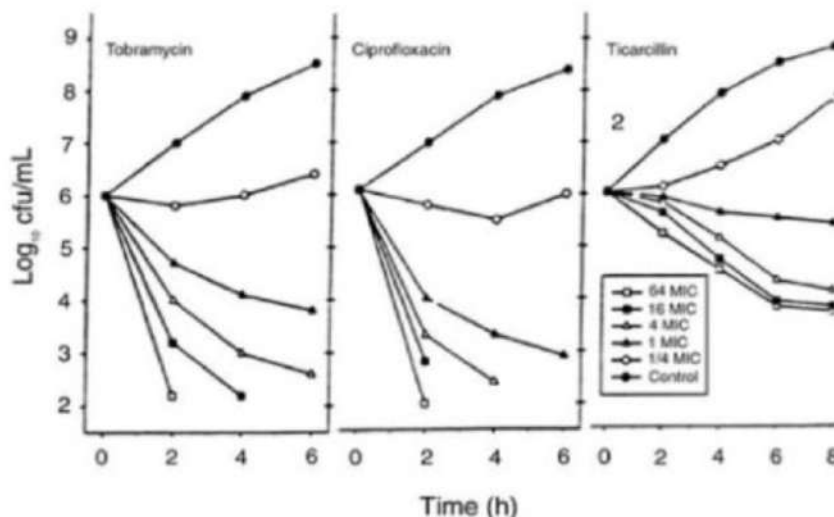 Tobramycin
Ciprofloxacin
Ticarcillin
9
8
7
6
5
4
3
2
Log₁₀ cfu/mL
2
64 MIC
16 MIC
4 MIC
1 MIC
1/4 MIC
Control
0 2 4 6
0 2 4 6
0 2 4 6 8
Time (h)